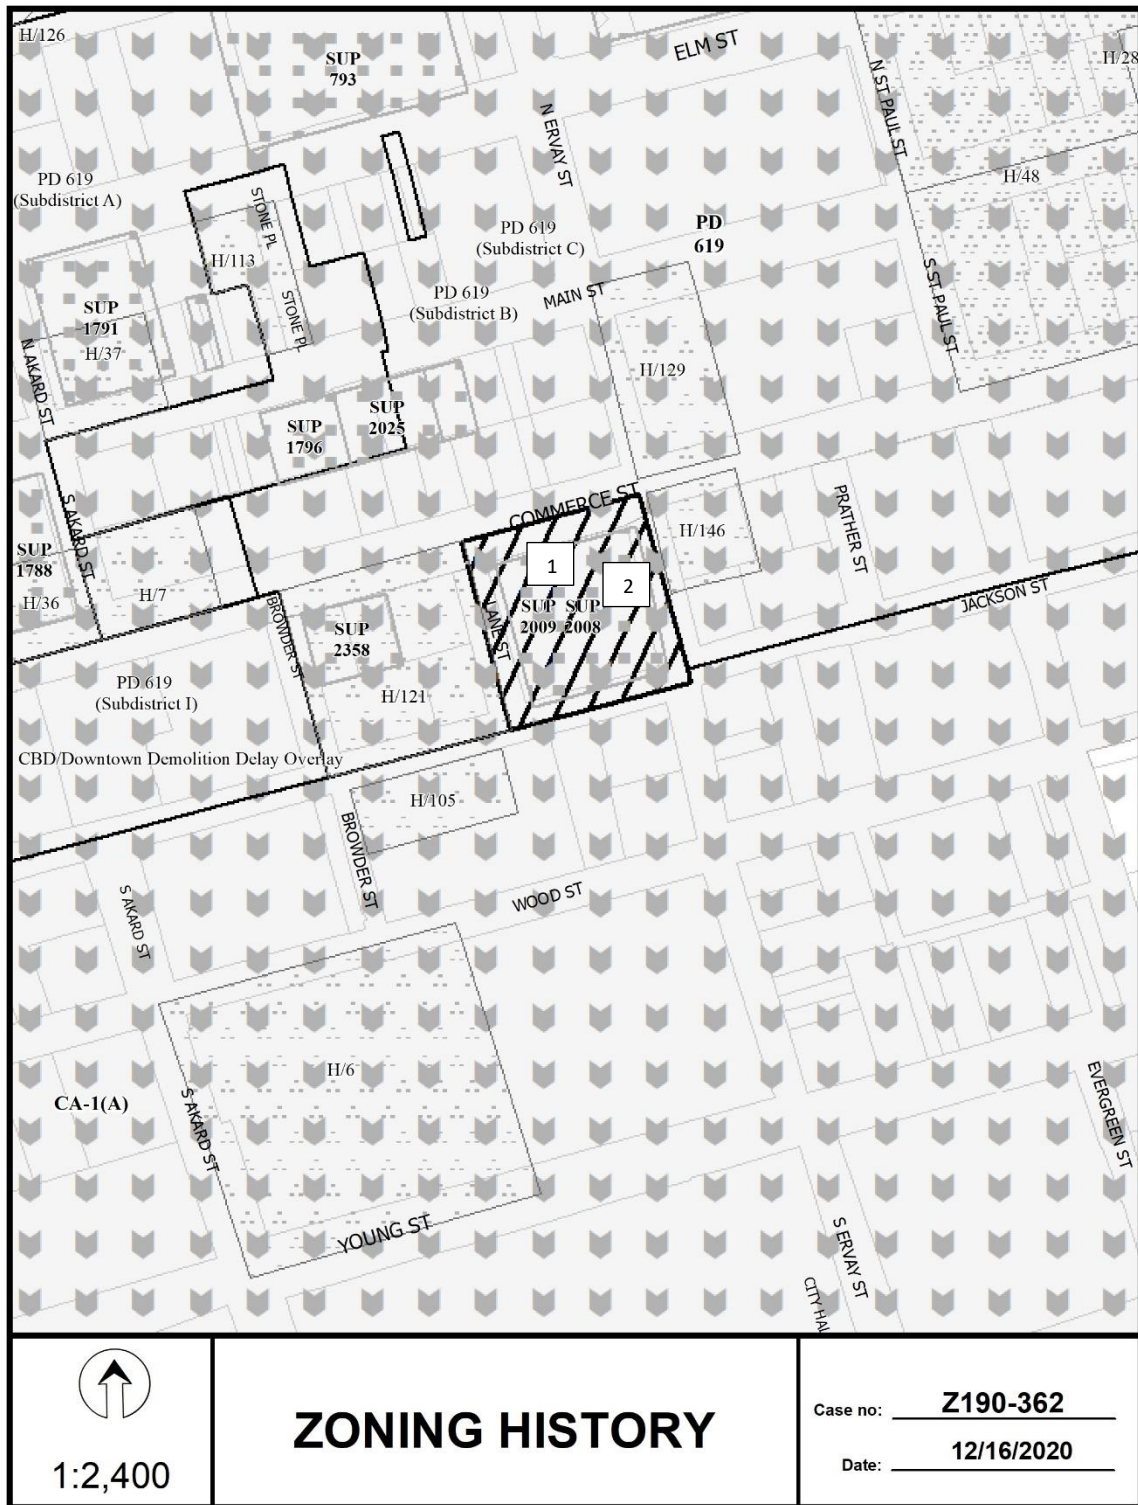 H/126
ELM ST
SUP
793
H/28
N ST PAUL ST
N ERVAY ST
H/48
PD 619
(Subdistrict A)
STONE PL
PD 619
(Subdistrict C)
PD
619
H/113
PD 619
(Subdistrict B)
MAIN ST
S ST PAUL ST
SUP
1791
H/37
STONE PL
N AKARD ST
H/129
SUP
2025
SUP
1796
COMMERCE ST
PRATHER ST
S AKARD ST
H/146
SUP
1788
H/36
H/7
1
2
BROWDER ST
SUP
2358
LANE ST
SUP
2009
SUP
2008
JACKSON ST
PD 619
(Subdistrict I)
H/121
CBD/Downtown Demolition Delay Overlay
H/105
BROWDER ST
S AKARD ST
WOOD ST
H/6
CA-1(A)
S AKARD ST
EVERGREEN ST
YOUNG ST
S ERVAY ST
CITY HAL
1:2,400
ZONING HISTORY
Case no: Z190-362
Date: 12/16/2020